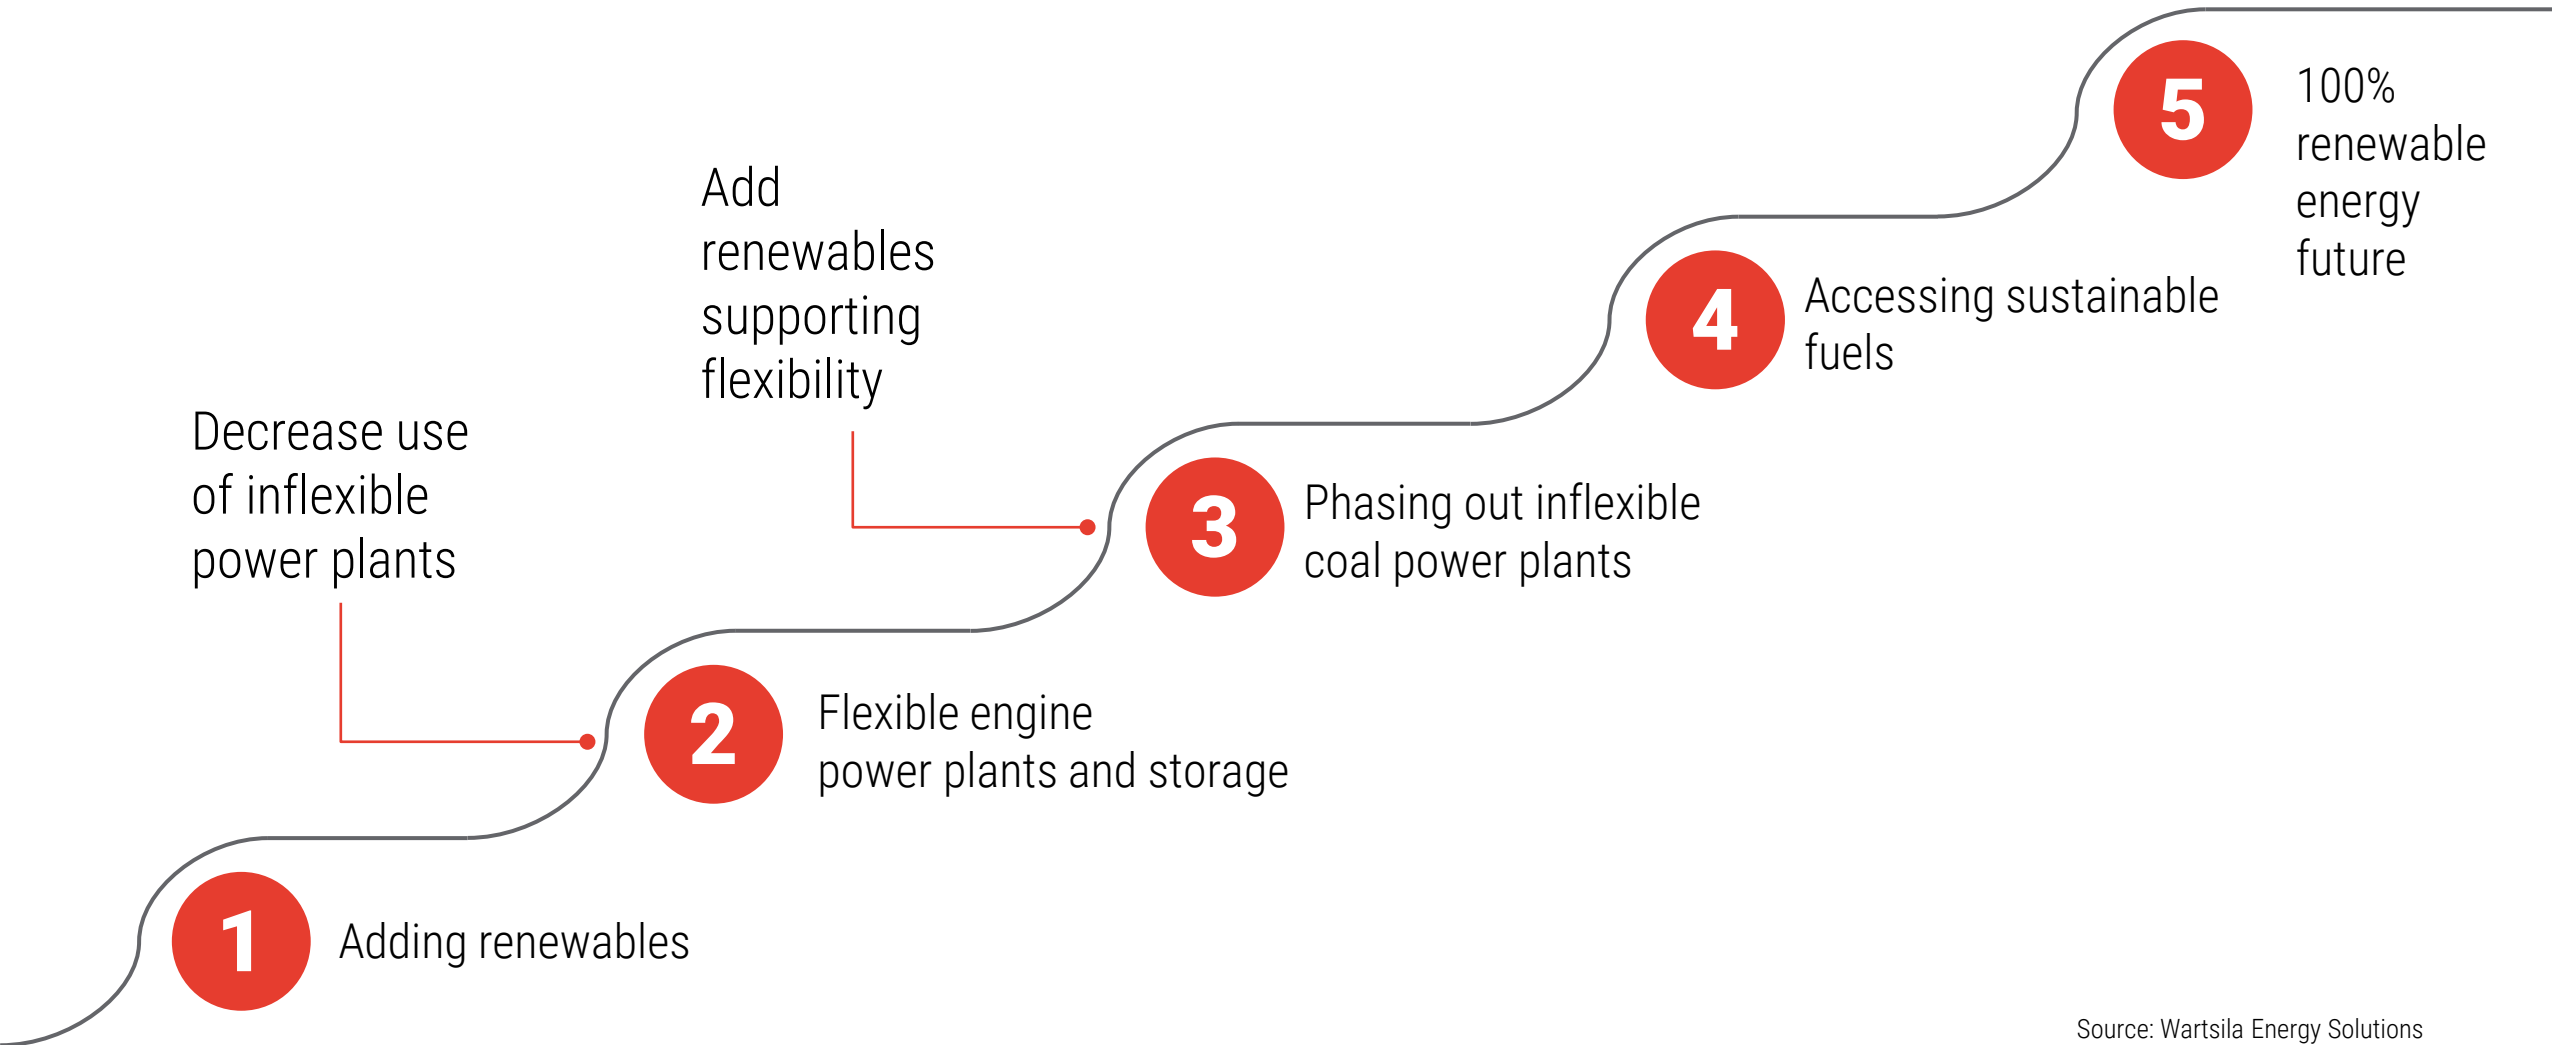 1
Adding renewables
Decrease use
of inflexible
power plants
2
Flexible engine
power plants and storage
Add
renewables
supporting
flexibility
3
Phasing out inflexible
coal power plants
4
Accessing sustainable
fuels
5
100%
renewable
energy
future
Source: Wartsila Energy Solutions